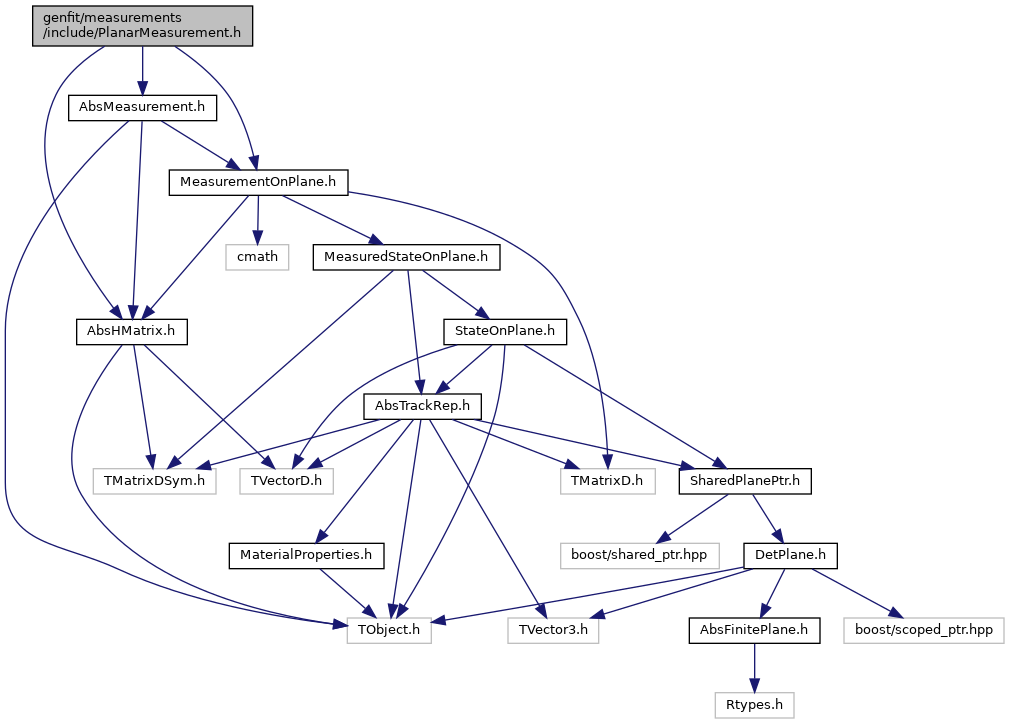 genfit/measurements
/include/PlanarMeasurement.h
AbsMeasurement.h
MeasurementOnPlane.h
cmath
MeasuredStateOnPlane.h
AbsHMatrix.h
StateOnPlane.h
AbsTrackRep.h
TMatrixDSym.h
TVectorD.h
TMatrixD.h
SharedPlanePtr.h
MaterialProperties.h
boost/shared_ptr.hpp
DetPlane.h
TObject.h
TVector3.h
AbsFinitePlane.h
boost/scoped_ptr.hpp
Rtypes.h